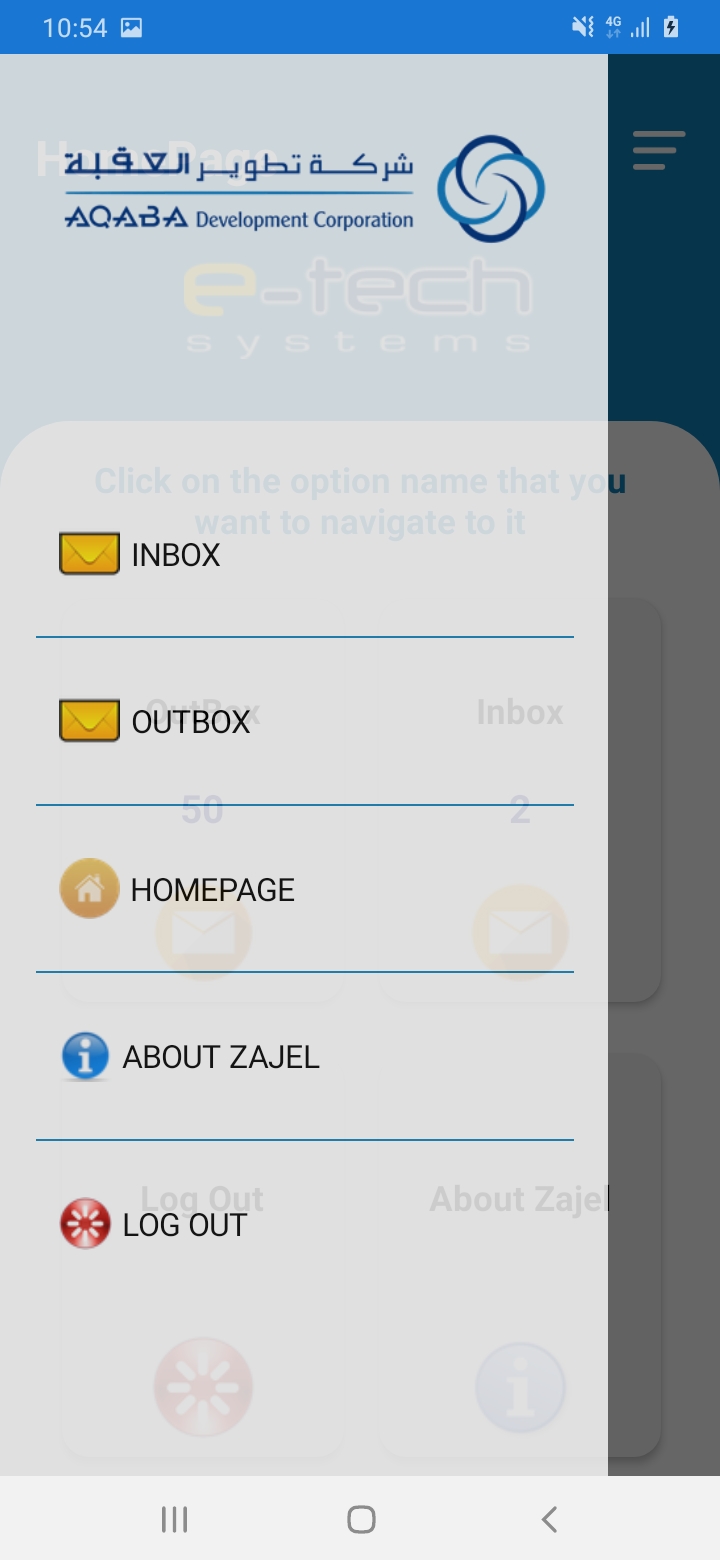 10:54
4G
HomePage
شركة تطوير العقبة
AQABA Development Corporation
e-tech
systems
Click on the option name that you
want to navigate to it
INBOX
OutBox
Inbox
OUTBOX
50
2
HOMEPAGE
ABOUT ZAJEL
Log Out
About Zajel
LOG OUT